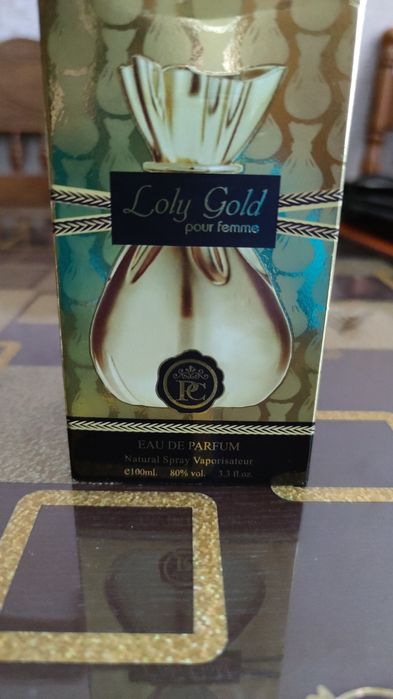 Loly Gold
pour femme
PC
EAU DE PARFUM
Natural Spray Vaporisateur
℮100ml. 80% vol. 3.3 fl.oz.